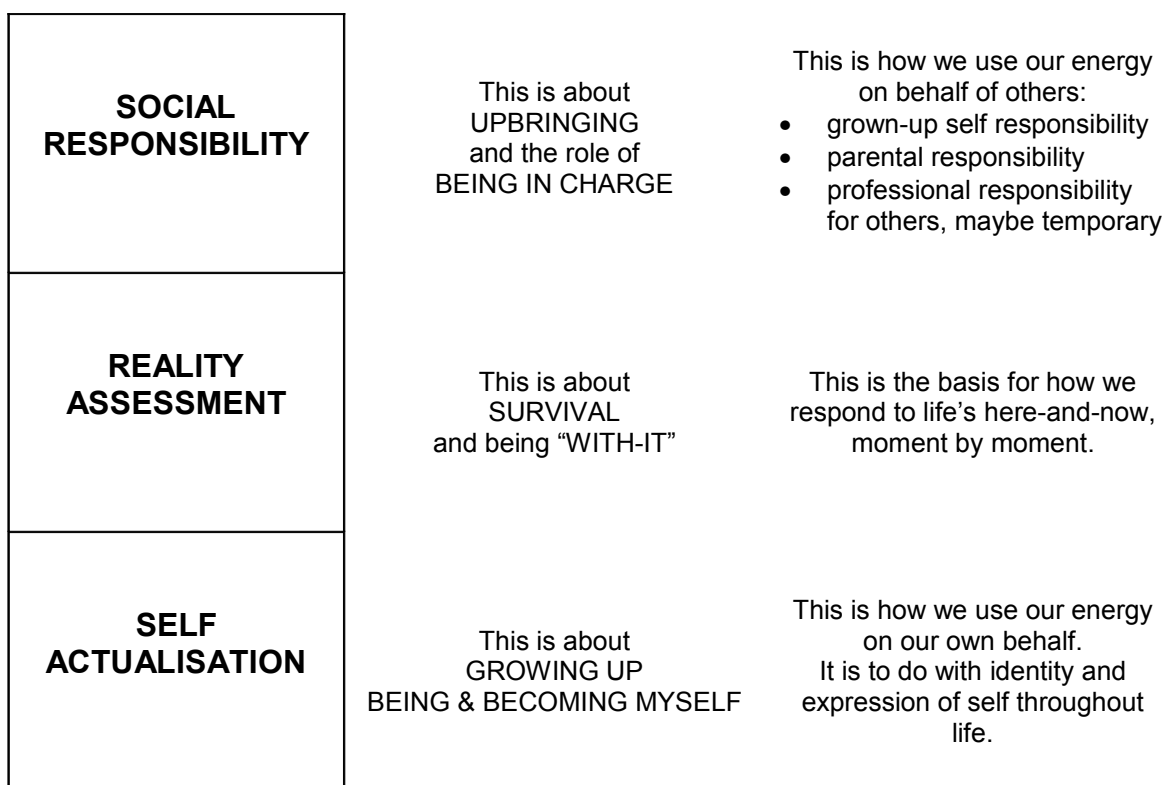 SOCIAL
RESPONSIBILITY
This is about
UPBRINGING
and the role of
BEING IN CHARGE
This is how we use our energy
on behalf of others:
• grown-up self responsibility
• parental responsibility
• professional responsibility
for others, maybe temporary
REALITY
ASSESSMENT
This is about
SURVIVAL
and being “WITH-IT”
This is the basis for how we
respond to life’s here-and-now,
moment by moment.
SELF
ACTUALISATION
This is about
GROWING UP
BEING & BECOMING MYSELF
This is how we use our energy
on our own behalf.
It is to do with identity and
expression of self throughout
life.